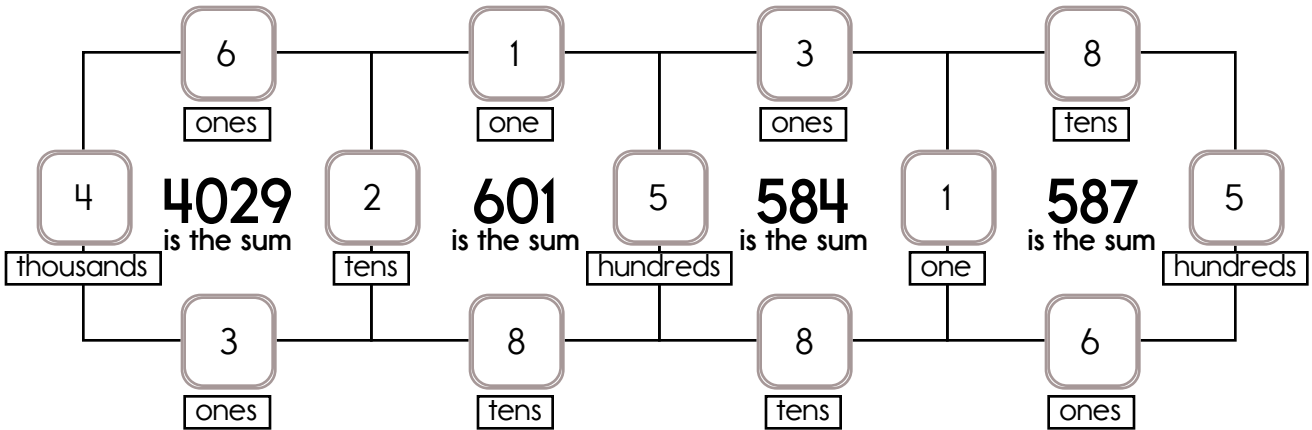 6 1 3 8
ones one ones tens
4 4029 2 601 5 584 1 587 5
is the sum is the sum is the sum is the sum
thousands tens hundreds one hundreds
3 8 8 6
ones tens tens ones